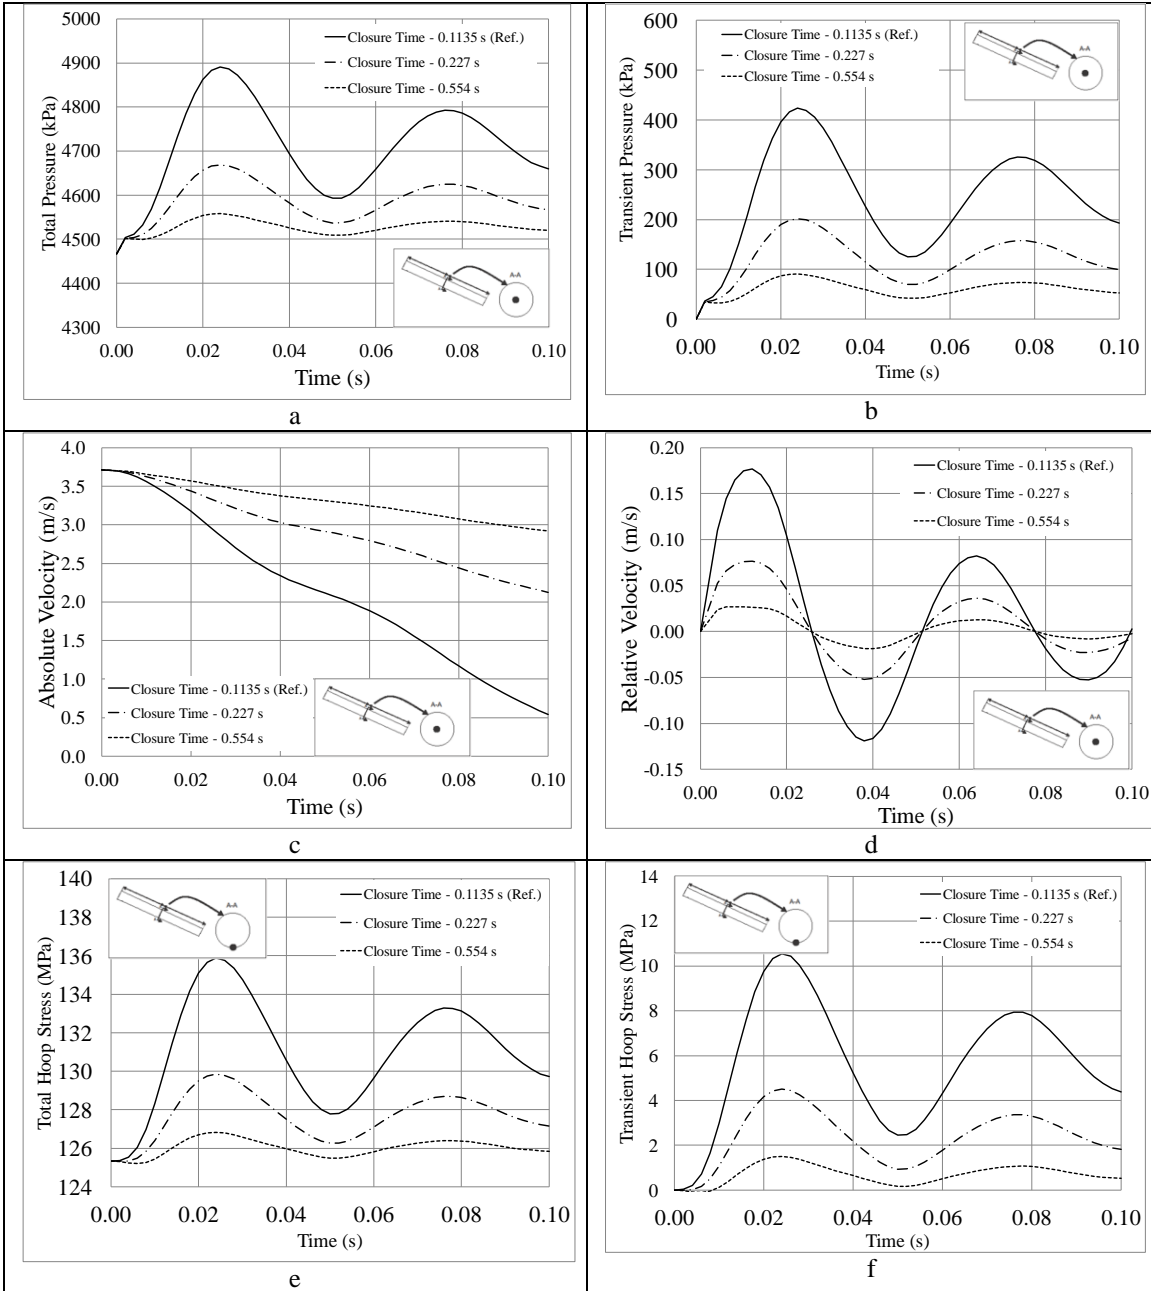 5000
4900
4800
4700
4600
4500
4400
4300
Total Pressure (kPa)
Closure Time - 0.1135 s (Ref.)
Closure Time - 0.227 s
Closure Time - 0.554 s
A-A
0.00 0.02 0.04 0.06 0.08 0.10
Time (s)
a
600
500
400
300
200
100
0
Transient Pressure (kPa)
Closure Time - 0.1135 s (Ref.)
Closure Time - 0.227 s
Closure Time - 0.554 s
A-A
0.00 0.02 0.04 0.06 0.08 0.10
Time (s)
b
4.0
3.5
3.0
2.5
2.0
1.5
1.0
0.5
0.0
Absolute Velocity (m/s)
Closure Time - 0.1135 s (Ref.)
Closure Time - 0.227 s
Closure Time - 0.554 s
A-A
0.00 0.02 0.04 0.06 0.08 0.10
Time (s)
c
0.20
0.15
0.10
0.05
0.00
-0.05
-0.10
-0.15
Relative Velocity (m/s)
Closure Time - 0.1135 s (Ref.)
Closure Time - 0.227 s
Closure Time - 0.554 s
A-A
0.00 0.02 0.04 0.06 0.08 0.10
Time (s)
d
140
138
136
134
132
130
128
126
124
Total Hoop Stress (MPa)
Closure Time - 0.1135 s (Ref.)
Closure Time - 0.227 s
Closure Time - 0.554 s
A-A
0.00 0.02 0.04 0.06 0.08 0.10
Time (s)
e
14
12
10
8
6
4
2
0
Transient Hoop Stress (MPa)
Closure Time - 0.1135 s (Ref.)
Closure Time - 0.227 s
Closure Time - 0.554 s
A-A
0.00 0.02 0.04 0.06 0.08 0.10
Time (s)
f